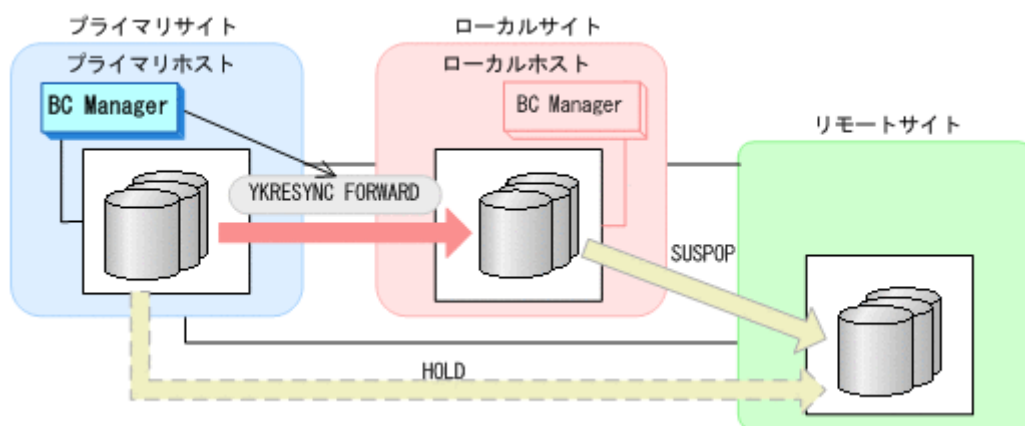 プライマリサイト
ローカルサイト
プライマリホスト
ローカルホスト
BC Manager
BC Manager
リモートサイト
YKRESYNC FORWARD
SUSPOP
HOLD